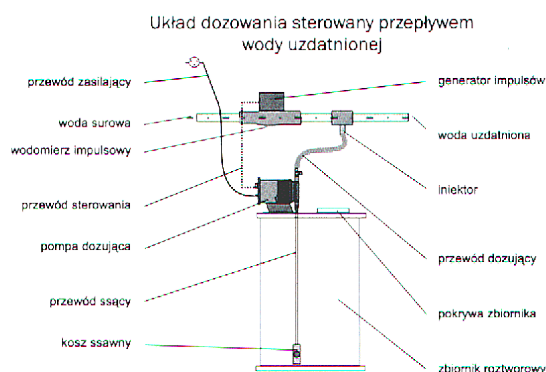 Układ dozowania sterowany przepływem
wody uzdatnionej
przewód zasilający
generator impulsów
woda surowa
woda uzdatniona
wodomierz impulsowy
iniektor
przewód sterowania
pompa dozująca
przewód dozujący
przewód ssący
pokrywa zbiornika
kosz ssawny
zbiornik roztworowy